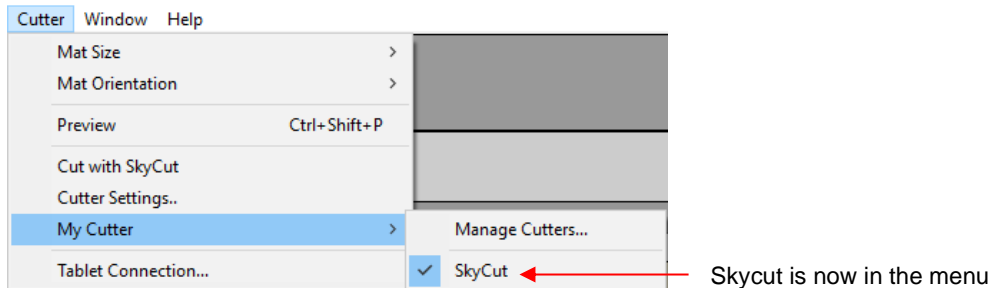 Cutter Window Help
Mat Size
Mat Orientation
Preview Ctrl+Shift+P
Cut with SkyCut
Cutter Settings..
My Cutter
Manage Cutters...
Tablet Connection...
SkyCut
Skycut is now in the menu